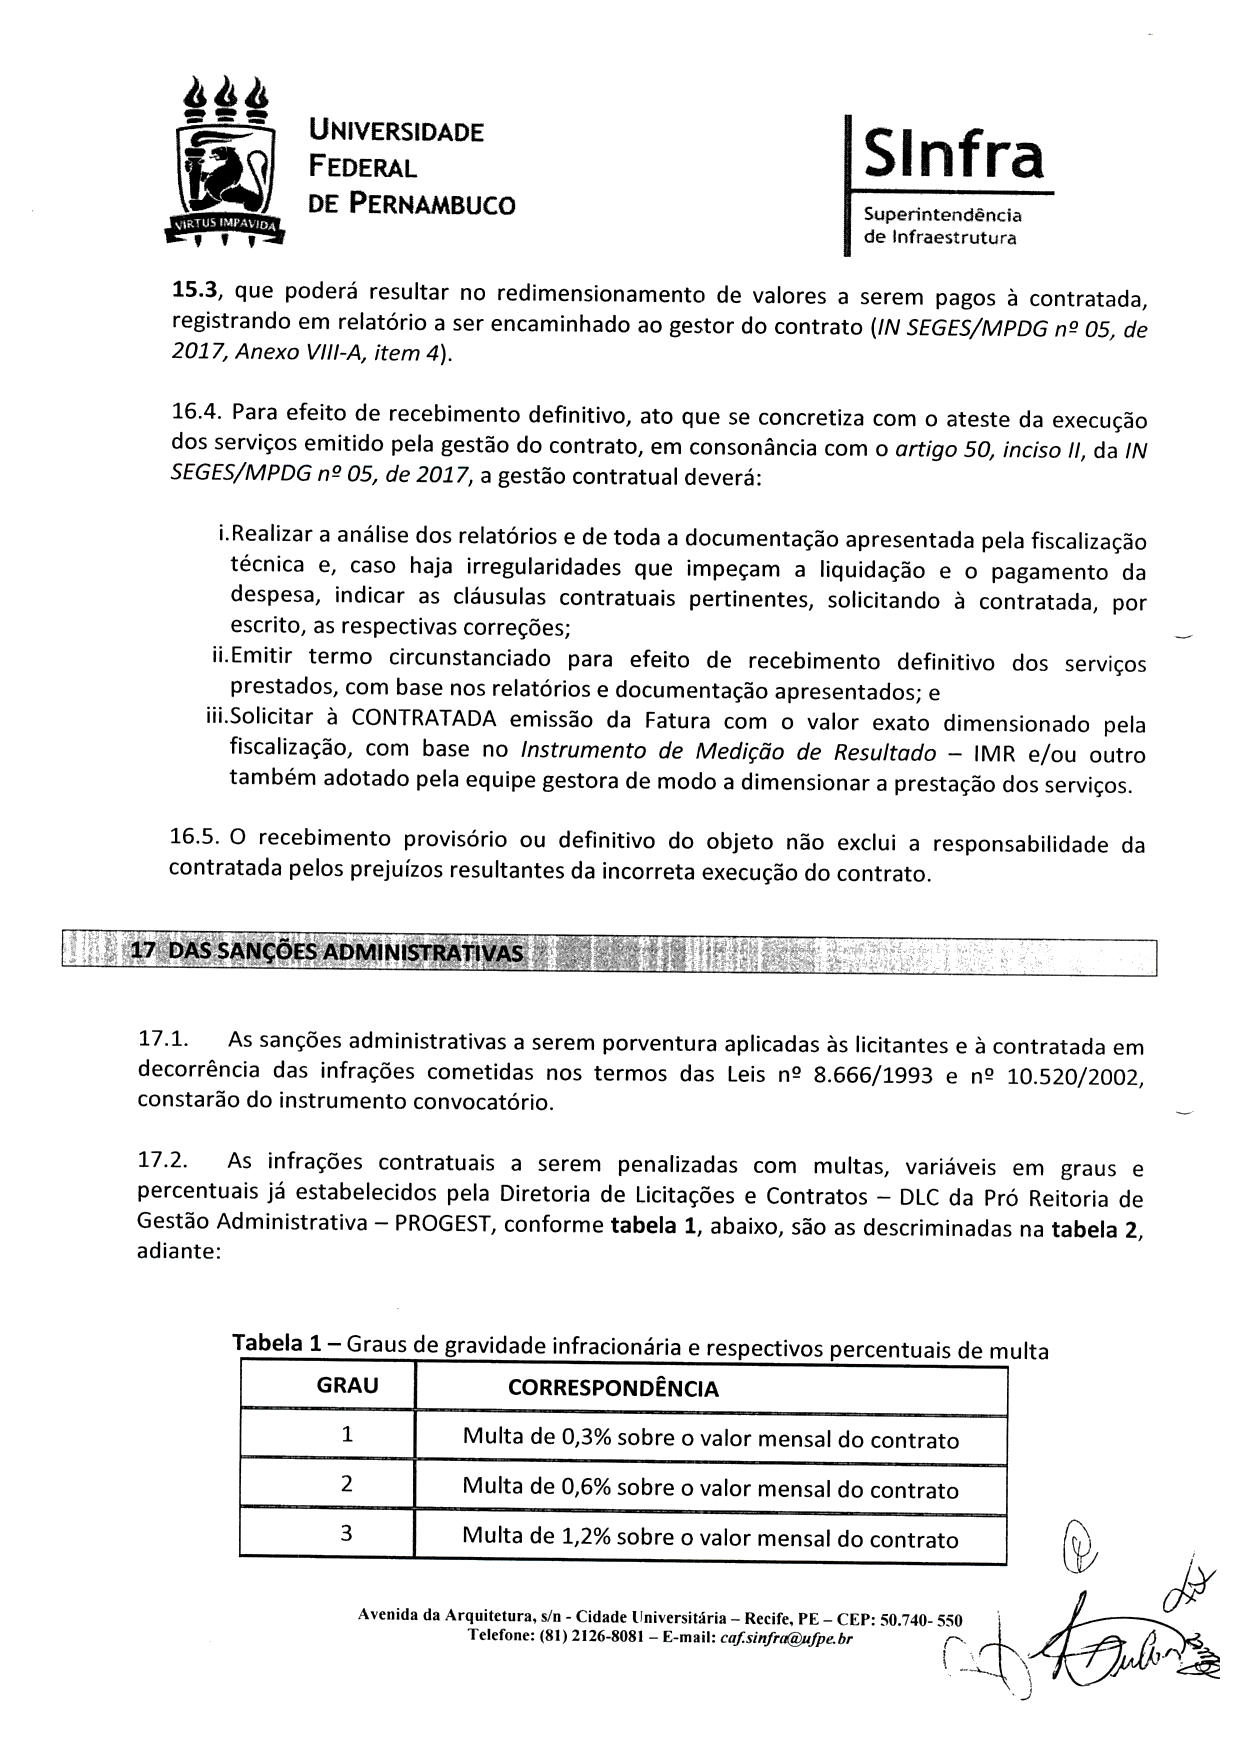 UNIVERSIDADE
FEDERAL
DE PERNAMBUCO
VIRTUS IMPAVIDA
SInfra
Superintendência
de Infraestrutura
15.3, que poderá resultar no redimensionamento de valores a serem pagos à contratada,
registrando em relatório a ser encaminhado ao gestor do contrato (IN SEGES/MPDG nº 05, de
2017, Anexo VIII-A, item 4).
16.4. Para efeito de recebimento definitivo, ato que se concretiza com o ateste da execução
dos serviços emitido pela gestão do contrato, em consonância com o artigo 50, inciso II, da IN
SEGES/MPDG nº 05, de 2017, a gestão contratual deverá:
i.Realizar a análise dos relatórios e de toda a documentação apresentada pela fiscalização
técnica e, caso haja irregularidades que impeçam a liquidação e o pagamento da
despesa, indicar as cláusulas contratuais pertinentes, solicitando à contratada, por
escrito, as respectivas correções;
ii.Emitir termo circunstanciado para efeito de recebimento definitivo dos serviços
prestados, com base nos relatórios e documentação apresentados; e
iii.Solicitar à CONTRATADA emissão da Fatura com o valor exato dimensionado pela
fiscalização, com base no Instrumento de Medição de Resultado – IMR e/ou outro
também adotado pela equipe gestora de modo a dimensionar a prestação dos serviços.
16.5. O recebimento provisório ou definitivo do objeto não exclui a responsabilidade da
contratada pelos prejuízos resultantes da incorreta execução do contrato.
17 DAS SANÇÕES ADMINISTRATIVAS
17.1. As sanções administrativas a serem porventura aplicadas às licitantes e à contratada em
decorrência das infrações cometidas nos termos das Leis nº 8.666/1993 e nº 10.520/2002,
constarão do instrumento convocatório.
17.2. As infrações contratuais a serem penalizadas com multas, variáveis em graus e
percentuais já estabelecidos pela Diretoria de Licitações e Contratos – DLC da Pró Reitoria de
Gestão Administrativa – PROGEST, conforme tabela 1, abaixo, são as descriminadas na tabela 2,
adiante:
Tabela 1 – Graus de gravidade infracionária e respectivos percentuais de multa
GRAU CORRESPONDÊNCIA
1 Multa de 0,3% sobre o valor mensal do contrato
2 Multa de 0,6% sobre o valor mensal do contrato
3 Multa de 1,2% sobre o valor mensal do contrato
Avenida da Arquitetura, s/n - Cidade Universitária – Recife, PE – CEP: 50.740- 550
Telefone: (81) 2126-8081 – E-mail: caf.sinfra@ufpe.br